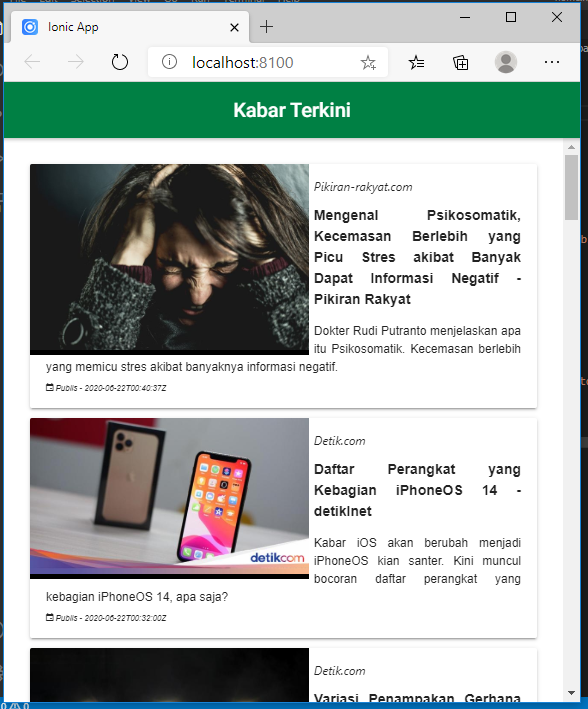 Ionic App
localhost:8100
Kabar Terkini
Pikiran-rakyat.com
Mengenal Psikosomatik,
Kecemasan Berlebih yang
Picu Stres akibat Banyak
Dapat Informasi Negatif -
Pikiran Rakyat
Dokter Rudi Putranto menjelaskan apa
itu Psikosomatik. Kecemasan berlebih
yang memicu stres akibat banyaknya informasi negatif.
Publis - 2020-06-22T00:40:37Z
Detik.com
Daftar Perangkat yang
Kebagian iPhoneOS 14 -
detikInet
Kabar iOS akan berubah menjadi
iPhoneOS kian santer. Kini muncul
bocoran daftar perangkat yang
detikcom
kebagian iPhoneOS 14, apa saja?
Publis - 2020-06-22T00:32:00Z
Detik.com
Variasi Penampakan Gerhana